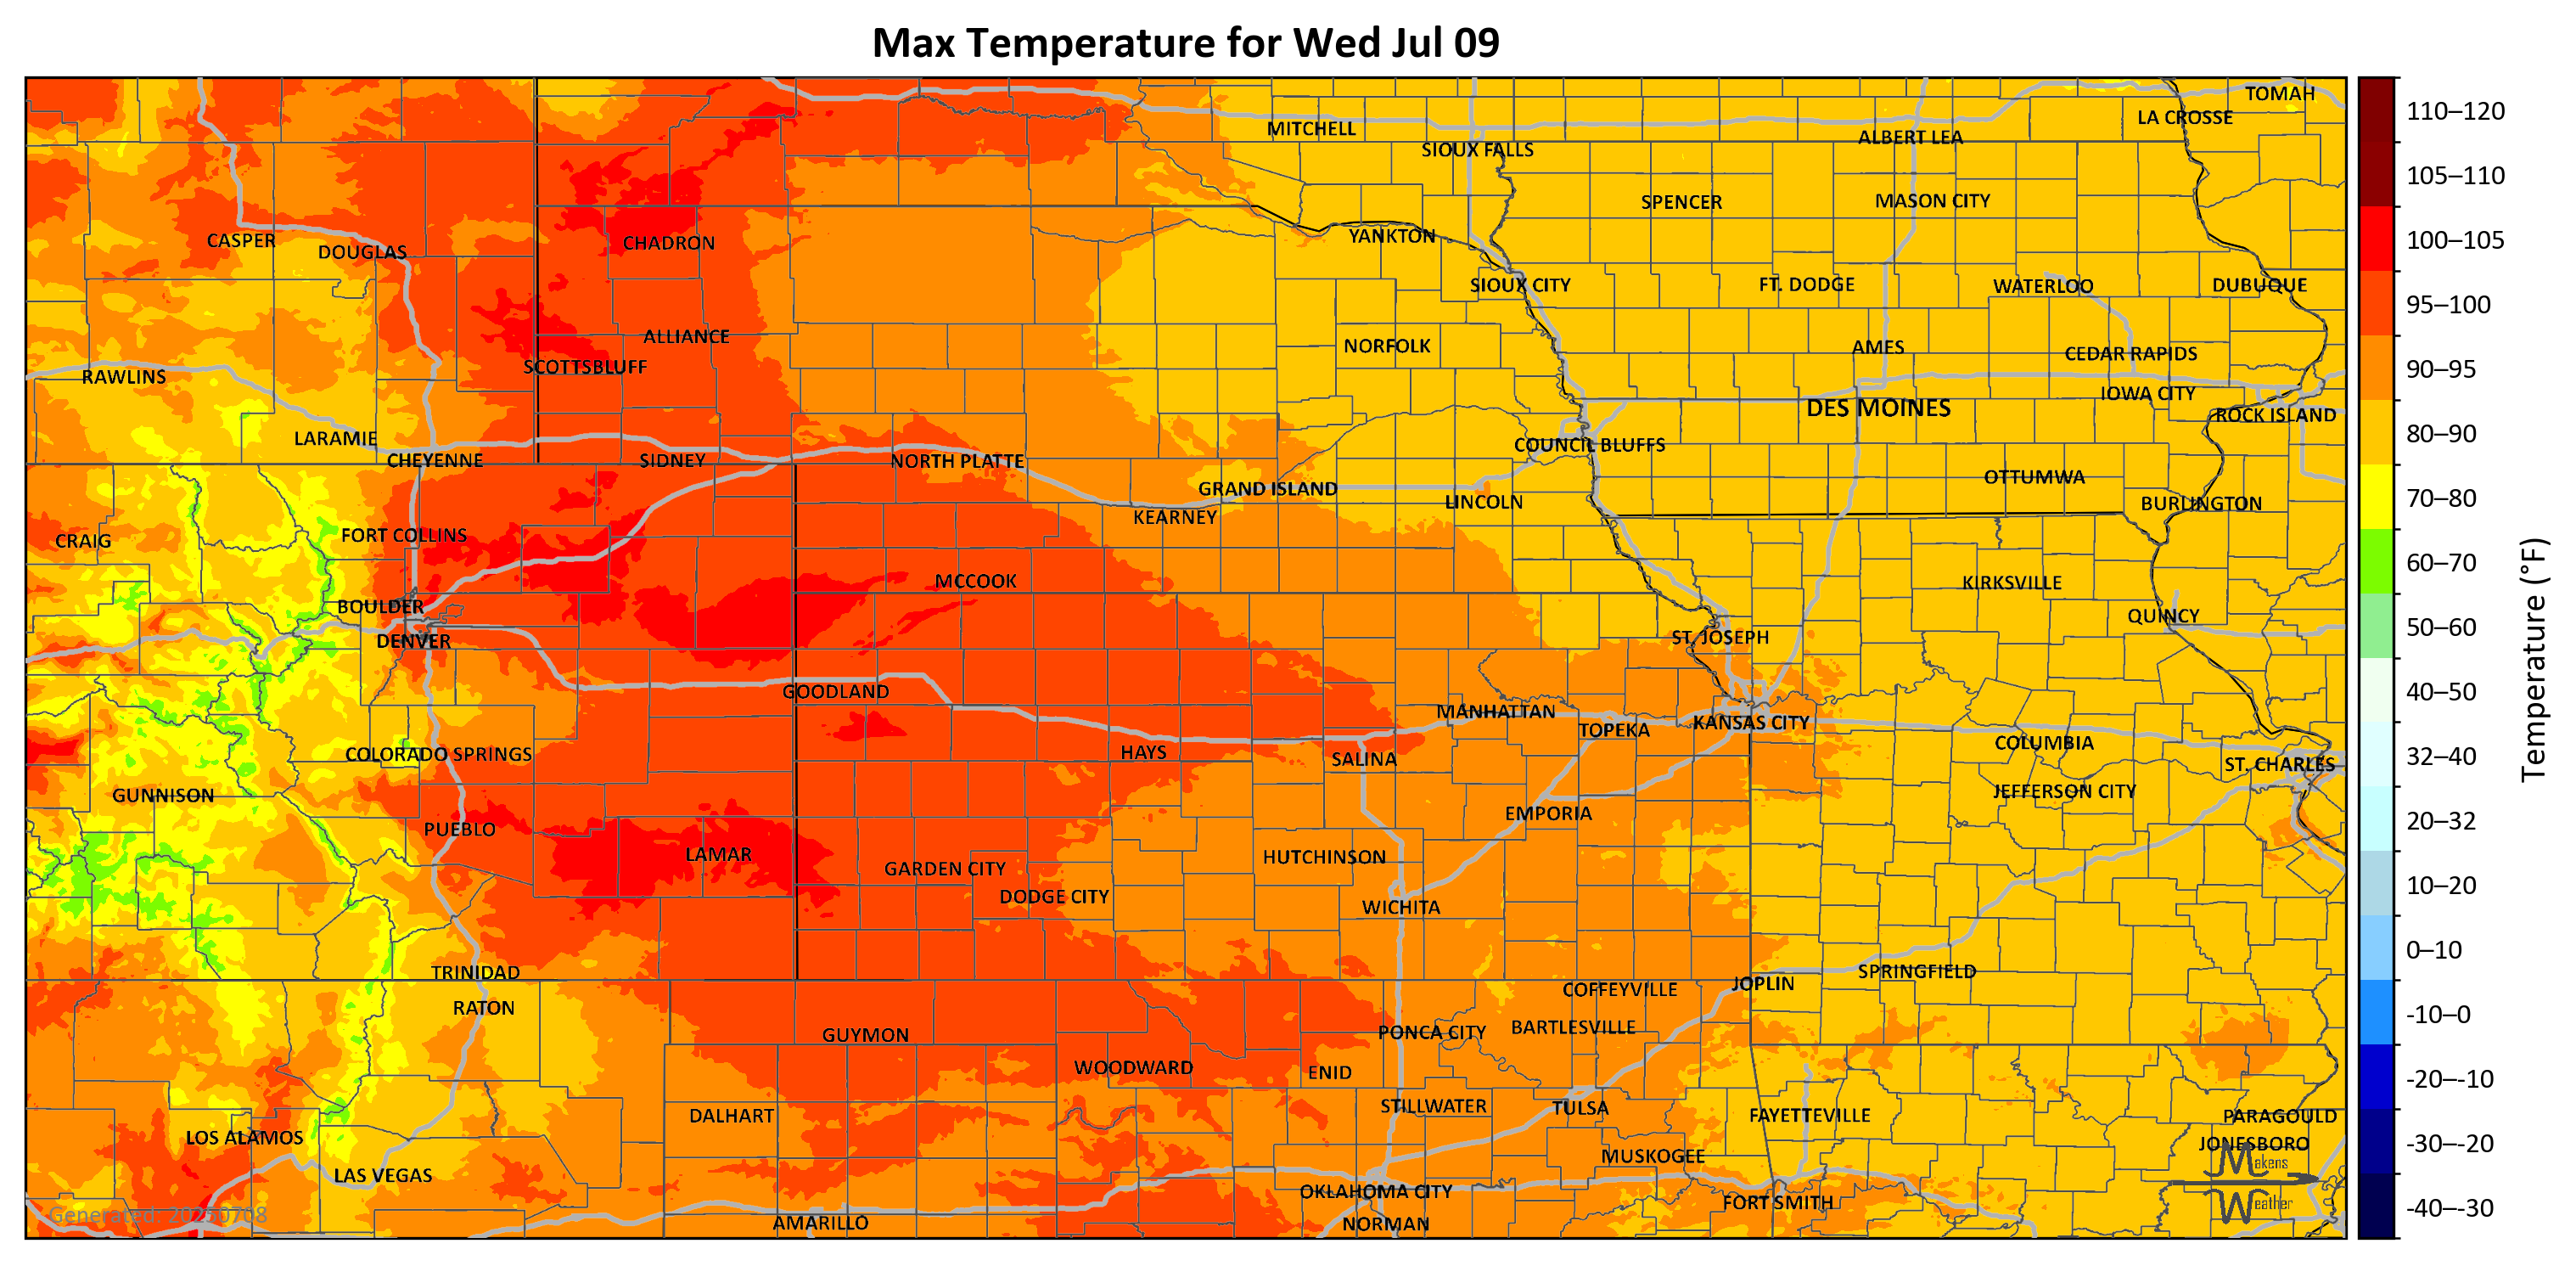 Max Temperature for Wed Jul 09
TOMAH
LA CROSSE
MITCHELL
ALBERT LEA
SIOUX FALLS
SPENCER
MASON CITY
CASPER
DOUGLAS
CHADRON
YANKTON
SIOUX CITY
FT. DODGE
WATERLOO
DUBUQUE
ALLIANCE
NORFOLK
AMES
CEDAR RAPIDS
SCOTTSBLUFF
RAWLINS
IOWA CITY
DES MOINES
ROCK ISLAND
LARAMIE
COUNCIL BLUFFS
CHEYENNE
SIDNEY
NORTH PLATTE
OTTUMWA
GRAND ISLAND
LINCOLN
BURLINGTON
KEARNEY
FORT COLLINS
CRAIG
MCCOOK
KIRKSVILLE
BOULDER
QUINCY
DENVER
ST. JOSEPH
GOODLAND
MANHATTAN
TOPEKA
KANSAS CITY
COLUMBIA
COLORADO SPRINGS
HAYS
SALINA
ST. CHARLES
GUNNISON
JEFFERSON CITY
EMPORIA
PUEBLO
LAMAR
HUTCHINSON
GARDEN CITY
DODGE CITY
WICHITA
TRINIDAD
SPRINGFIELD
JOPLIN
COFFEYVILLE
RATON
BARTLESVILLE
PONCA CITY
GUYMON
WOODWARD
ENID
STILLWATER
TULSA
DALHART
FAYETTEVILLE
PARAGOULD
LOS ALAMOS
JONESBORO
MUSKOGEE
LAS VEGAS
OKLAHOMA CITY
FORT SMITH
AMARILLO
NORMAN
Generated: 20250708
Makens
Weather
110–120
105–110
100–105
95–100
90–95
80–90
70–80
60–70
50–60
40–50
32–40
20–32
10–20
0–10
-10–0
-20–-10
-30–-20
-40–-30
Temperature (°F)